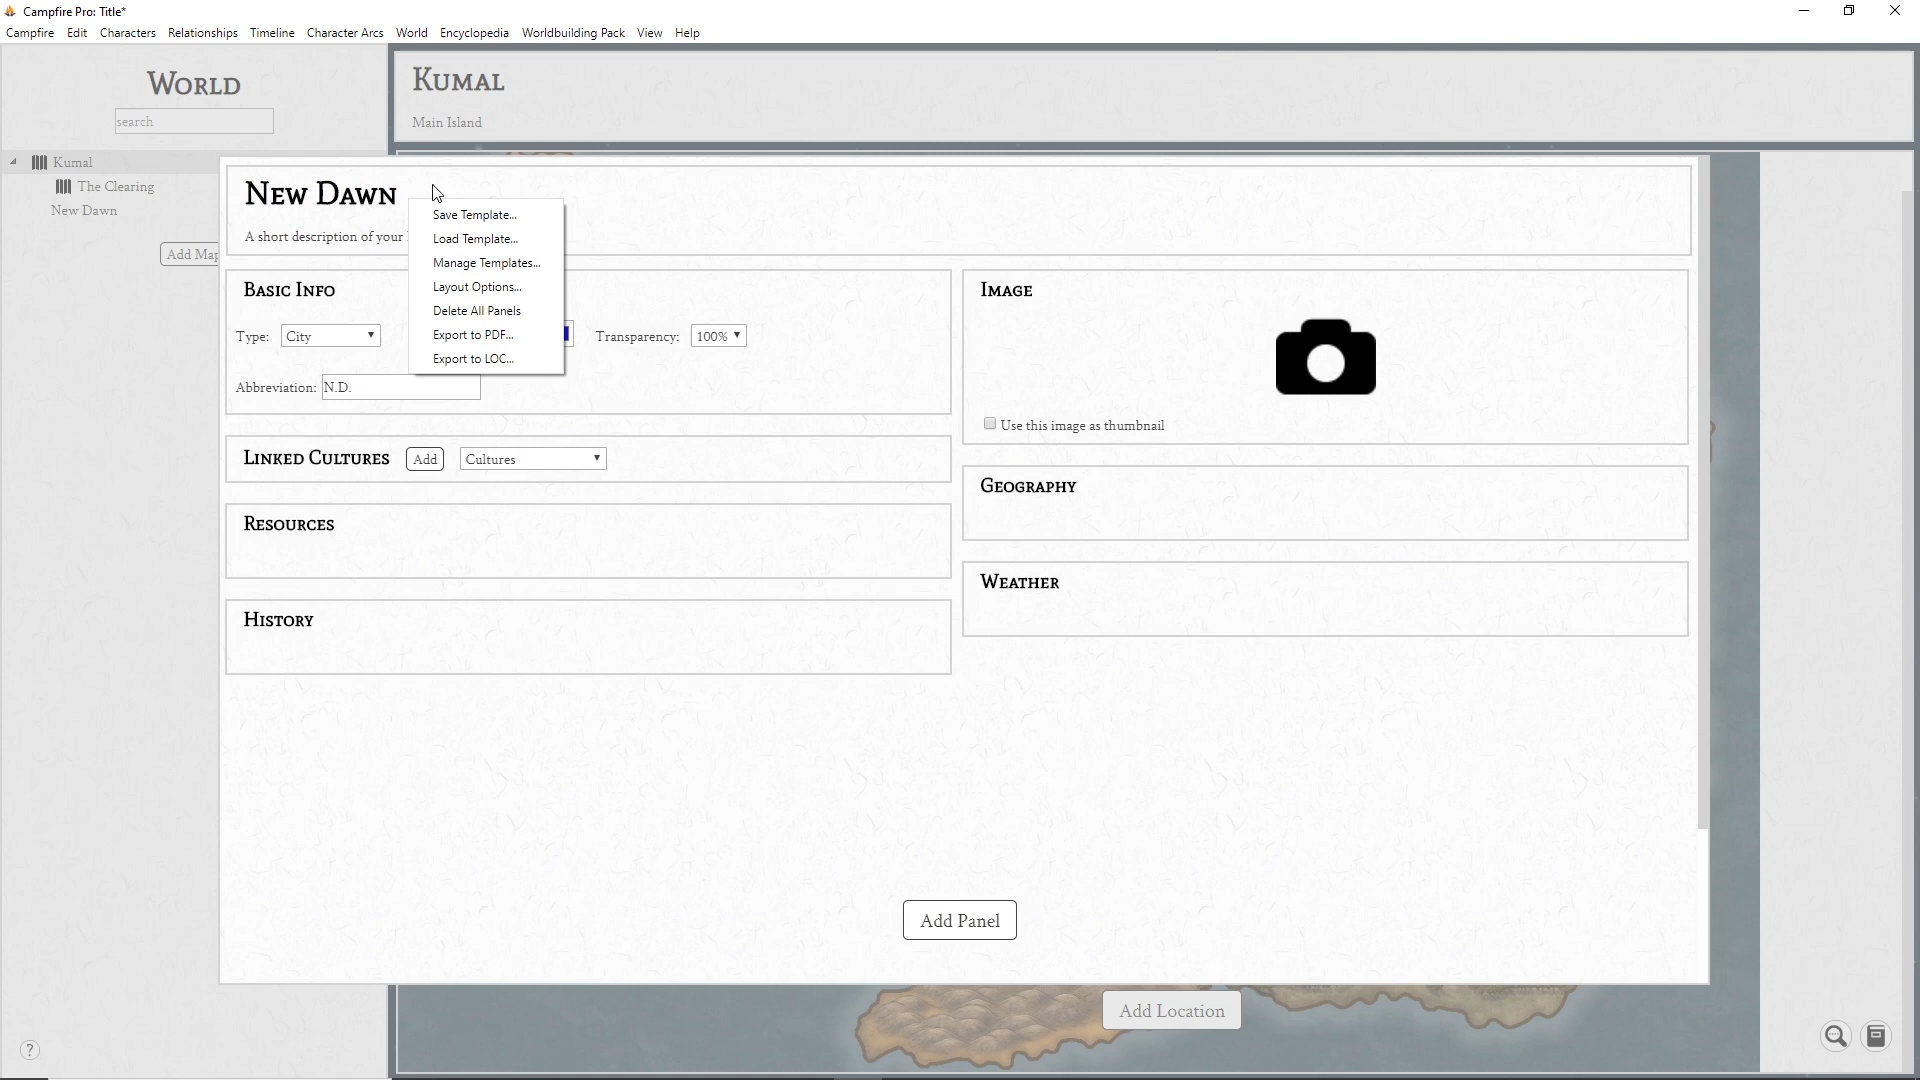 Campfire Pro: Title*
Campfire Edit Characters Relationships Timeline Character Arcs World Encyclopedia Worldbuilding Pack View Help
World
search
Kumal
The Clearing
New Dawn
Add Map
Kumal
Main Island
New Dawn
A short description of your
Save Template...
Load Template...
Manage Templates...
Layout Options...
Delete All Panels
Export to PDF...
Export to LOC...
Basic Info
Type: City
Transparency: 100%
Abbreviation: N.D.
Linked Cultures Add Cultures
Resources
History
Image
Use this image as thumbnail
Geography
Weather
Add Panel
Add Location
?